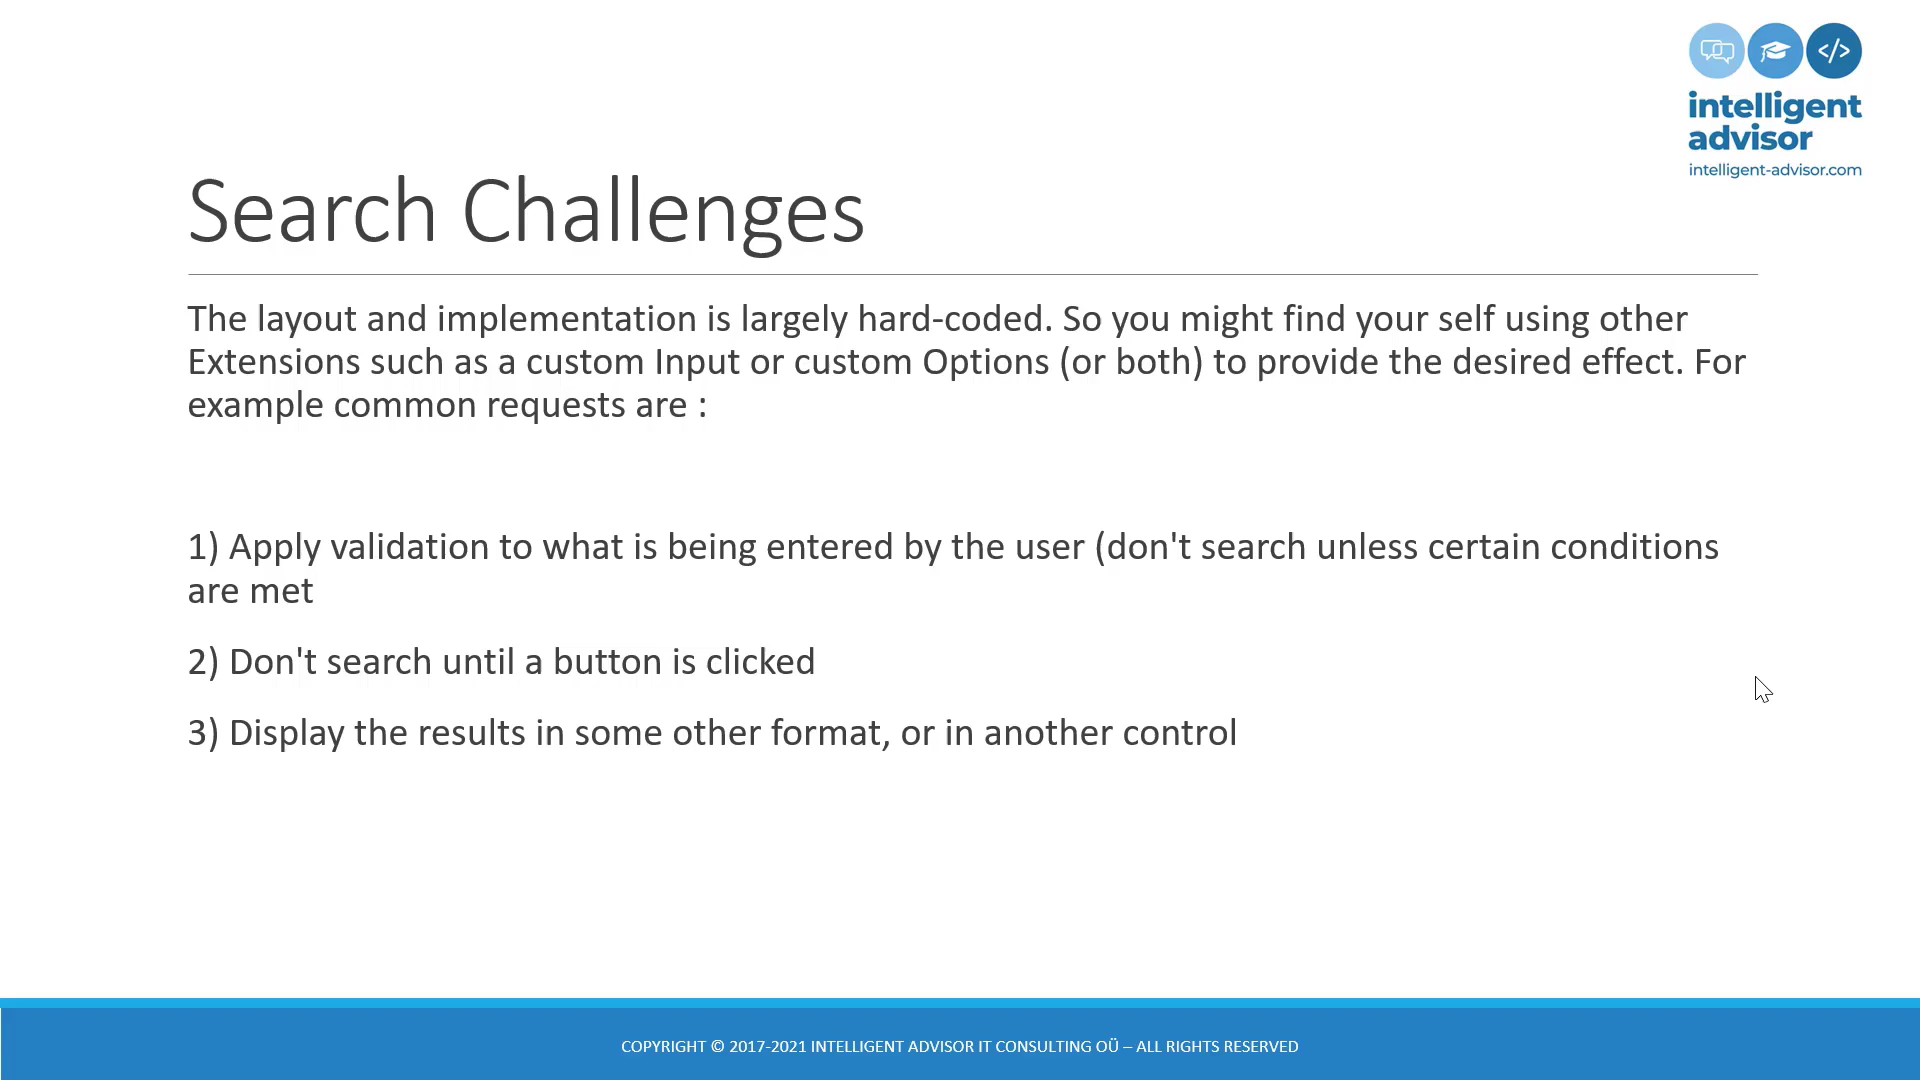 intelligent
advisor
intelligent-advisor.com
Search Challenges
The layout and implementation is largely hard-coded. So you might find your self using other
Extensions such as a custom Input or custom Options (or both) to provide the desired effect. For
example common requests are :
1) Apply validation to what is being entered by the user (don't search unless certain conditions
are met
2) Don't search until a button is clicked
3) Display the results in some other format, or in another control
COPYRIGHT © 2017-2021 INTELLIGENT ADVISOR IT CONSULTING OÜ – ALL RIGHTS RESERVED